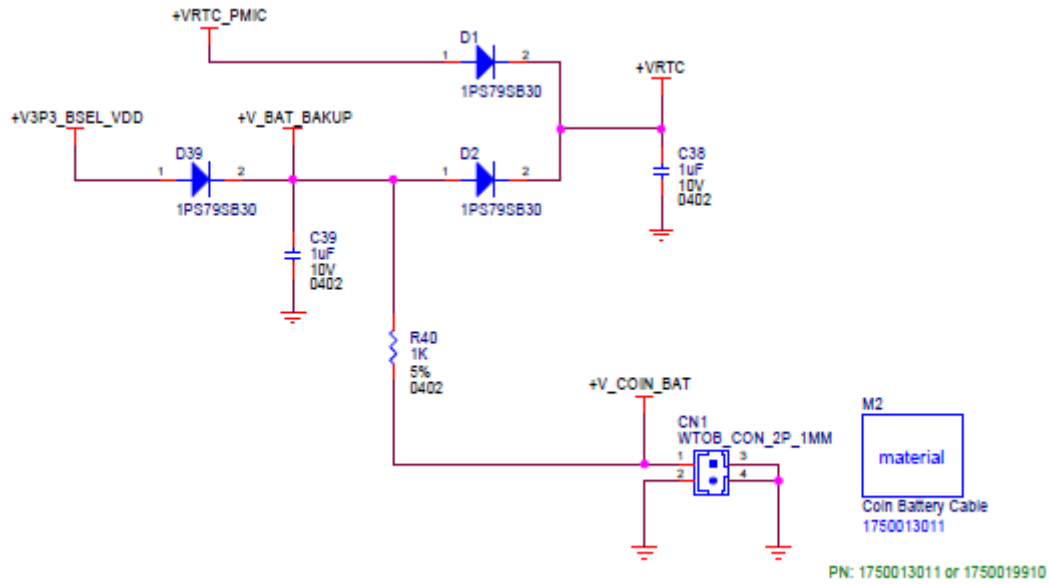 +VRTC_PMIC
D1
1 2
1PS79SB30
+VRTC
+V3P3_BSEL_VDD
+V_BAT_BAKUP
D39
1 2
1PS79SB30
D2
1 2
1PS79SB30
C38
1uF
10V
0402
C39
1uF
10V
0402
R40
1K
5%
0402
+V_COIN_BAT
CN1
WTOB_CON_2P_1MM
1 3
2 4
M2
material
Coin Battery Cable
1750013011
PN: 1750013011 or 1750019910